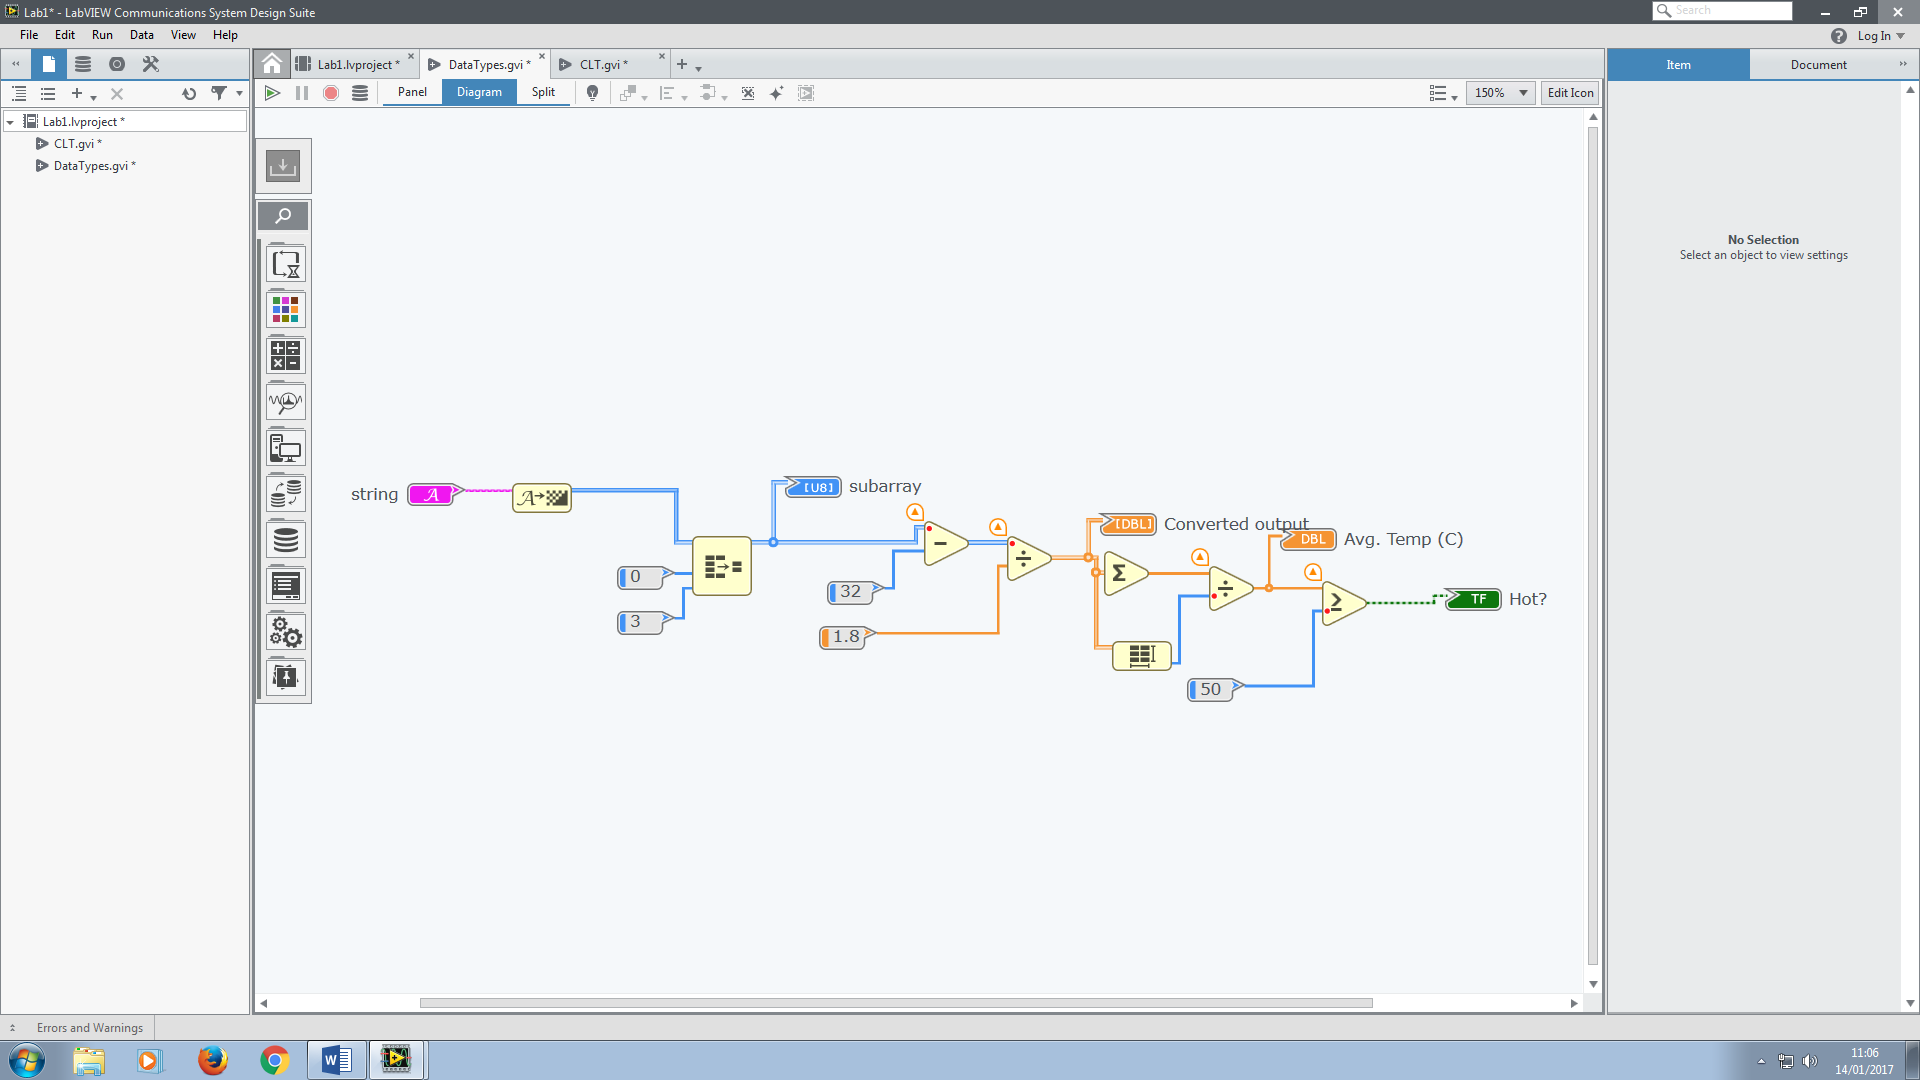 Lab1* - LabVIEW Communications System Design Suite
Search
File Edit Run Data View Help
Log In
Lab1.lvproject *
DataTypes.gvi *
CLT.gvi *
Item
Document
Panel
Diagram
Split
150%
Edit Icon
Lab1.lvproject *
CLT.gvi *
DataTypes.gvi *
No Selection
Select an object to view settings
string
A
A
[U8]
subarray
0
3
32
1.8
[DBL]
Converted output
DBL
Avg. Temp (C)
Σ
50
TF
Hot?
Errors and Warnings
W
11:06
14/01/2017